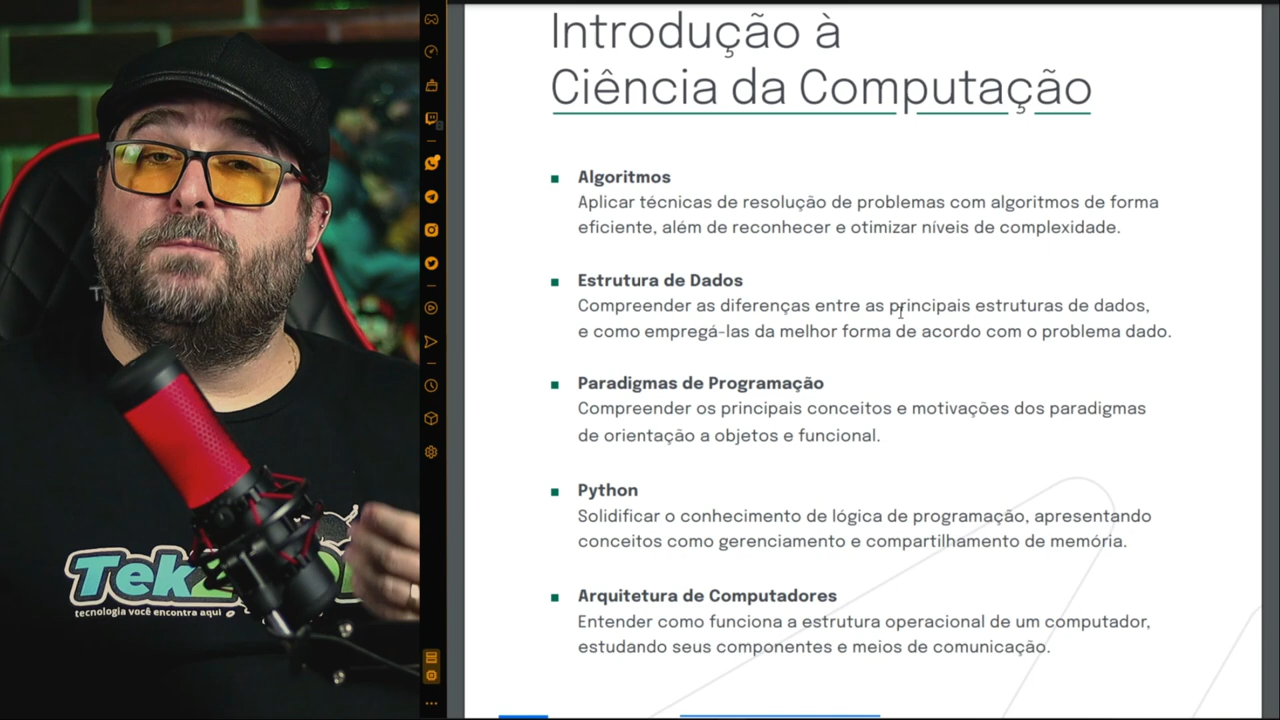 Introdução à
Ciência da Computação
Algoritmos
Aplicar técnicas de resolução de problemas com algoritmos de forma
eficiente, além de reconhecer e otimizar níveis de complexidade.
Estrutura de Dados
Compreender as diferenças entre as principais estruturas de dados,
e como empregá-las da melhor forma de acordo com o problema dado.
Paradigmas de Programação
Compreender os principais conceitos e motivações dos paradigmas
de orientação a objetos e funcional.
Python
Solidificar o conhecimento de lógica de programação, apresentando
conceitos como gerenciamento e compartilhamento de memória.
Arquitetura de Computadores
Entender como funciona a estrutura operacional de um computador,
estudando seus componentes e meios de comunicação.
tecnologia você encontra aqui